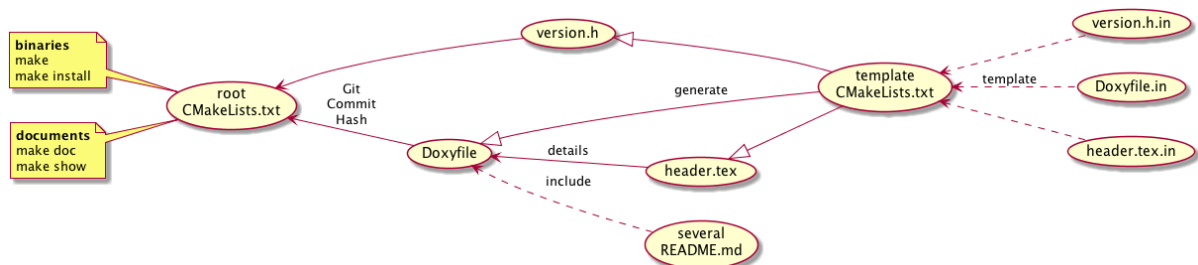 binaries
make
make install
documents
make doc
make show
root
CMakeLists.txt
version.h
Git
Commit
Hash
Doxyfile
generate
details
include
header.tex
several
README.md
template
CMakeLists.txt
template
version.h.in
Doxyfile.in
header.tex.in